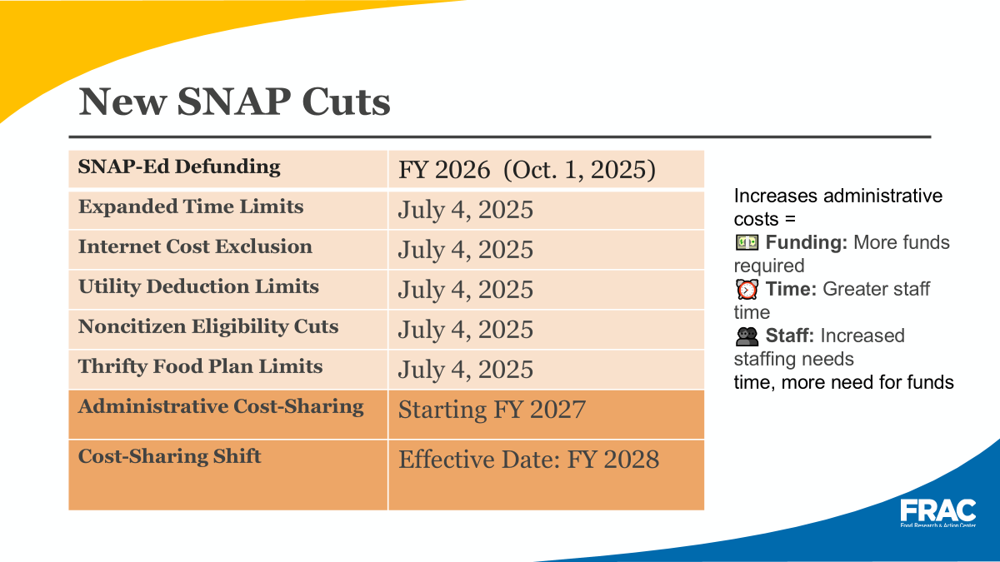 New SNAP Cuts
SNAP-Ed Defunding FY 2026 (Oct. 1, 2025)
Expanded Time Limits July 4, 2025
Internet Cost Exclusion July 4, 2025
Utility Deduction Limits July 4, 2025
Noncitizen Eligibility Cuts July 4, 2025
Thrifty Food Plan Limits July 4, 2025
Administrative Cost-Sharing Starting FY 2027
Cost-Sharing Shift Effective Date: FY 2028
Increases administrative
costs =
💵 Funding: More funds
required
⏰ Time: Greater staff
time
👥 Staff: Increased
staffing needs
time, more need for funds
FRAC
Food Research & Action Center